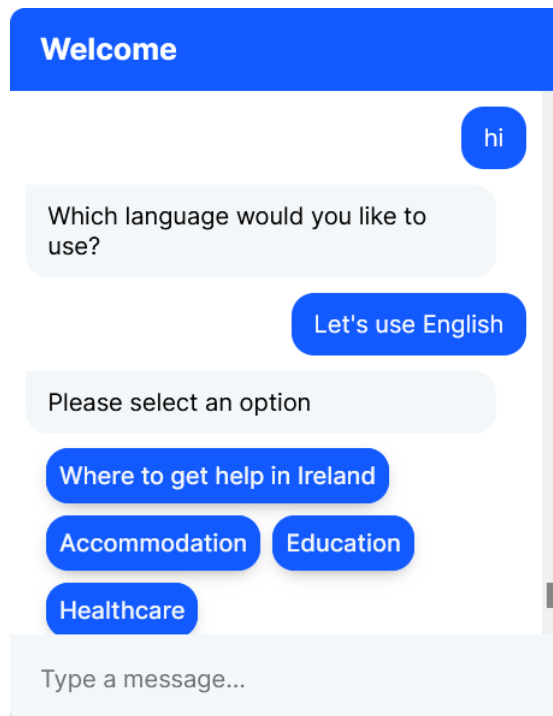 Welcome
hi
Which language would you like to
use?
Let's use English
Please select an option
Where to get help in Ireland
Accommodation
Education
Healthcare
Type a message...